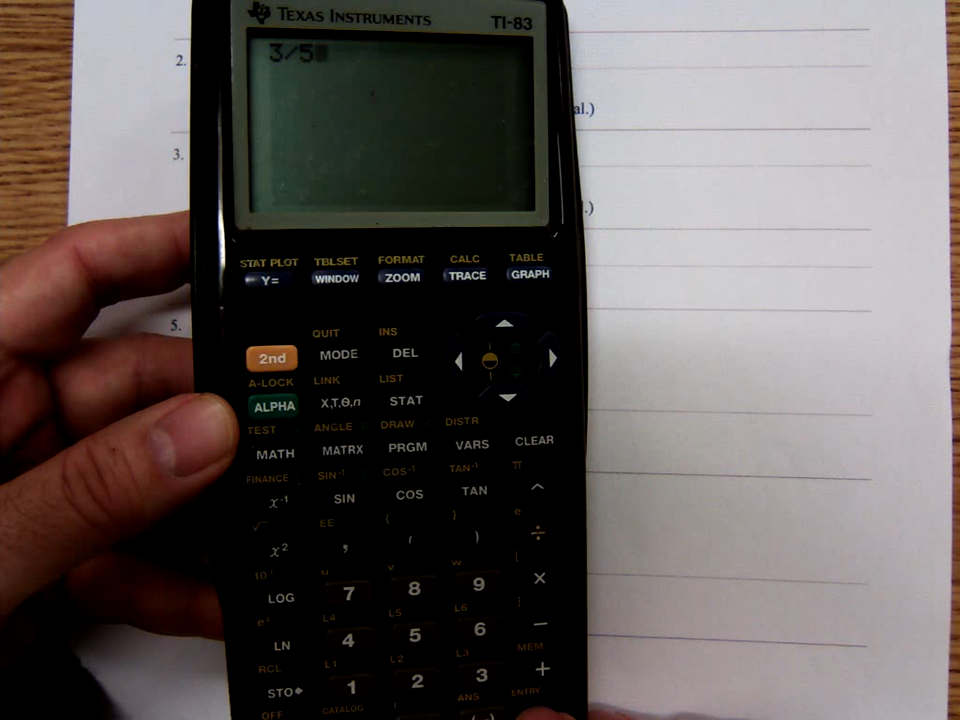 TEXAS INSTRUMENTS TI-83
3/5
2.
al.)
3.
.)
STAT PLOT TBLSET FORMAT CALC TABLE
Y= WINDOW ZOOM TRACE GRAPH
5.
QUIT INS
2nd MODE DEL
A-LOCK LINK LIST
ALPHA X,T,θ,n STAT
TEST ANGLE DRAW DISTR
MATH MATRX PRGM VARS CLEAR
FINANCE SIN⁻¹ COS⁻¹ TAN⁻¹ π
x⁻¹ SIN COS TAN ^
√ EE { } e
x² , ( ) ÷
10ˣ u v w [
LOG 7 8 9 ×
eˣ L4 L5 L6 ]
LN 4 5 6 −
RCL L1 L2 L3 MEM
STO▸ 1 2 3 +
OFF CATALOG ANS ENTRY
(-)